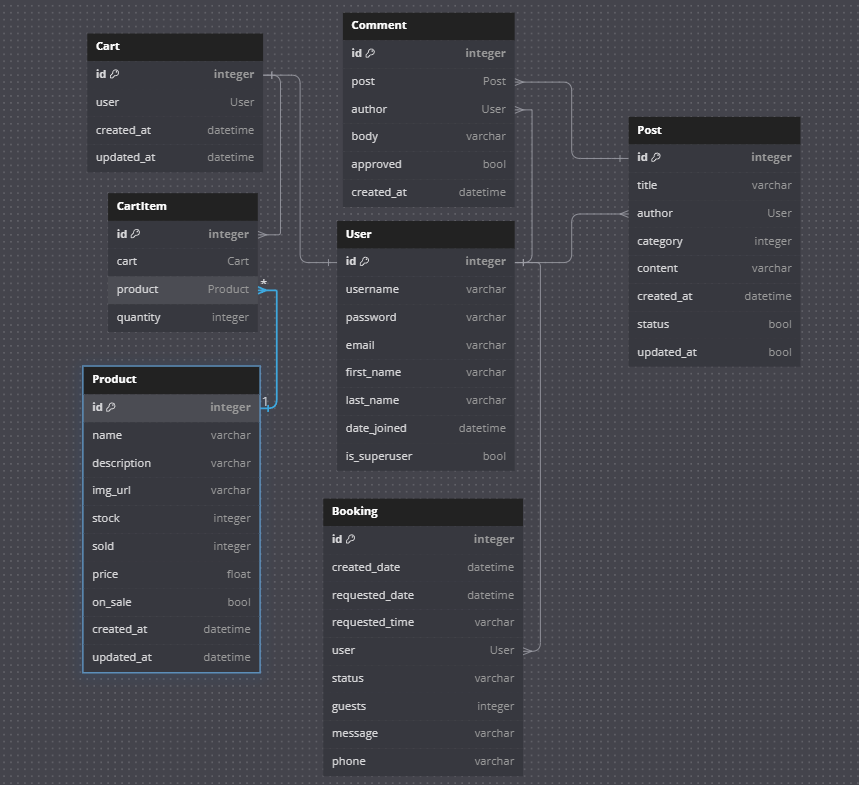 Cart
id integer
user User
created_at datetime
updated_at datetime
CartItem
id integer
cart Cart
product Product *
quantity integer
Product
id integer 1
name varchar
description varchar
img_url varchar
stock integer
sold integer
price float
on_sale bool
created_at datetime
updated_at datetime
Comment
id integer
post Post
author User
body varchar
approved bool
created_at datetime
User
id integer
username varchar
password varchar
email varchar
first_name varchar
last_name varchar
date_joined datetime
is_superuser bool
Booking
id integer
created_date datetime
requested_date datetime
requested_time varchar
user User
status varchar
guests integer
message varchar
phone varchar
Post
id integer
title varchar
author User
category integer
content varchar
created_at datetime
status bool
updated_at bool